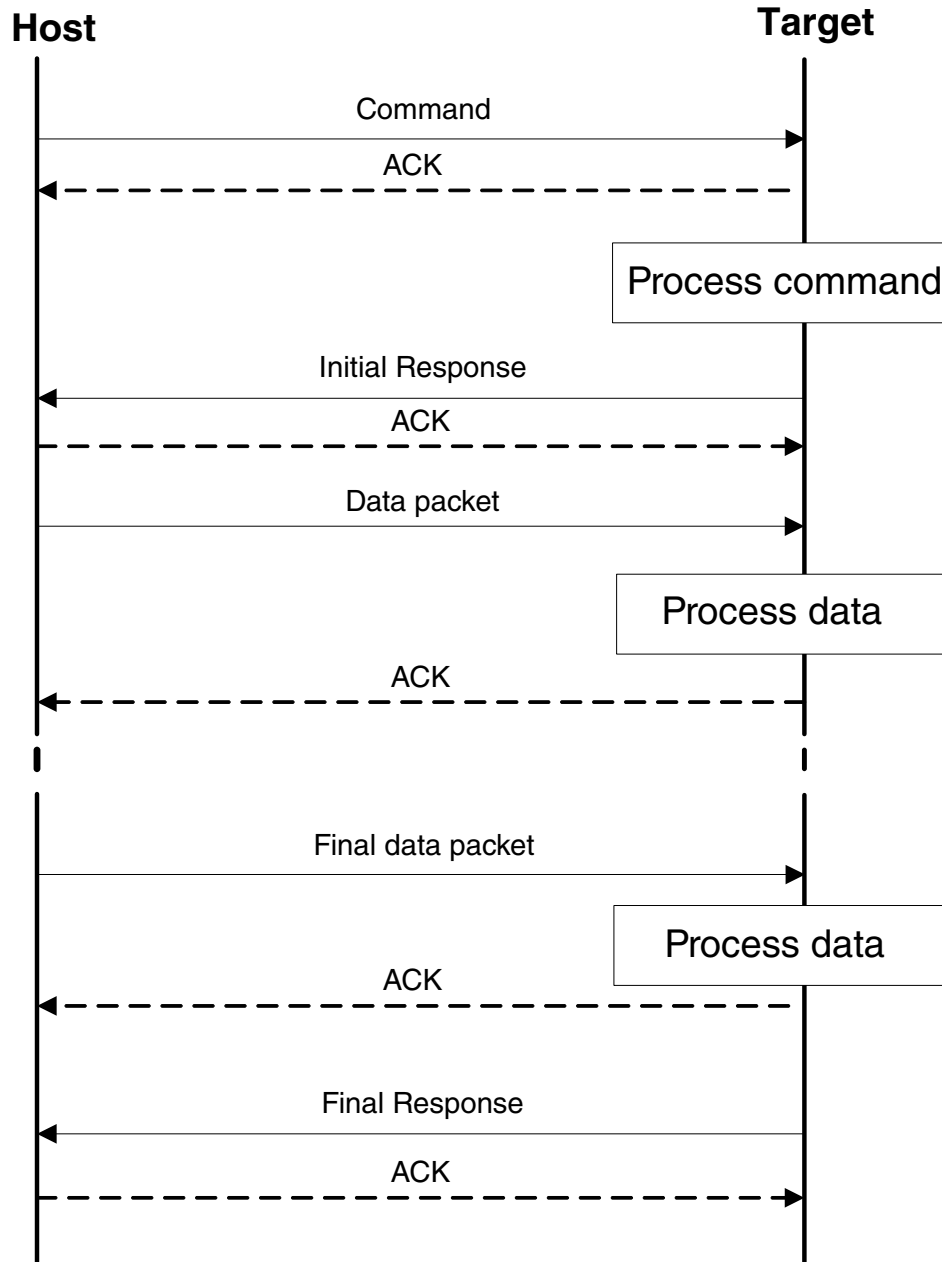 Host
Target
Command
ACK
Process command
Initial Response
ACK
Data packet
Process data
ACK
Final data packet
Process data
ACK
Final Response
ACK